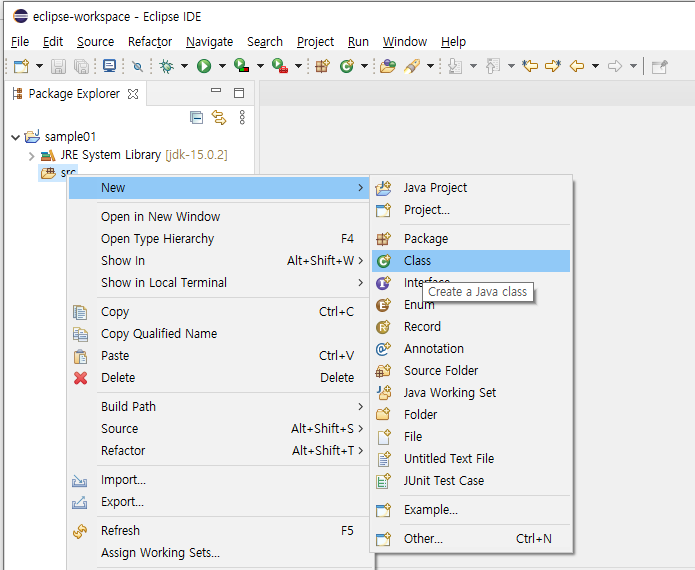 eclipse-workspace - Eclipse IDE
File Edit Source Refactor Navigate Search Project Run Window Help
Package Explorer
sample01
JRE System Library [jdk-15.0.2]
src
New
Open in New Window
Open Type Hierarchy F4
Show In Alt+Shift+W
Show in Local Terminal
Copy Ctrl+C
Copy Qualified Name
Paste Ctrl+V
Delete Delete
Build Path
Source Alt+Shift+S
Refactor Alt+Shift+T
Import...
Export...
Refresh F5
Assign Working Sets...
Java Project
Project...
Package
Class
Interface
Create a Java class
Enum
Record
Annotation
Source Folder
Java Working Set
Folder
File
Untitled Text File
JUnit Test Case
Example...
Other... Ctrl+N